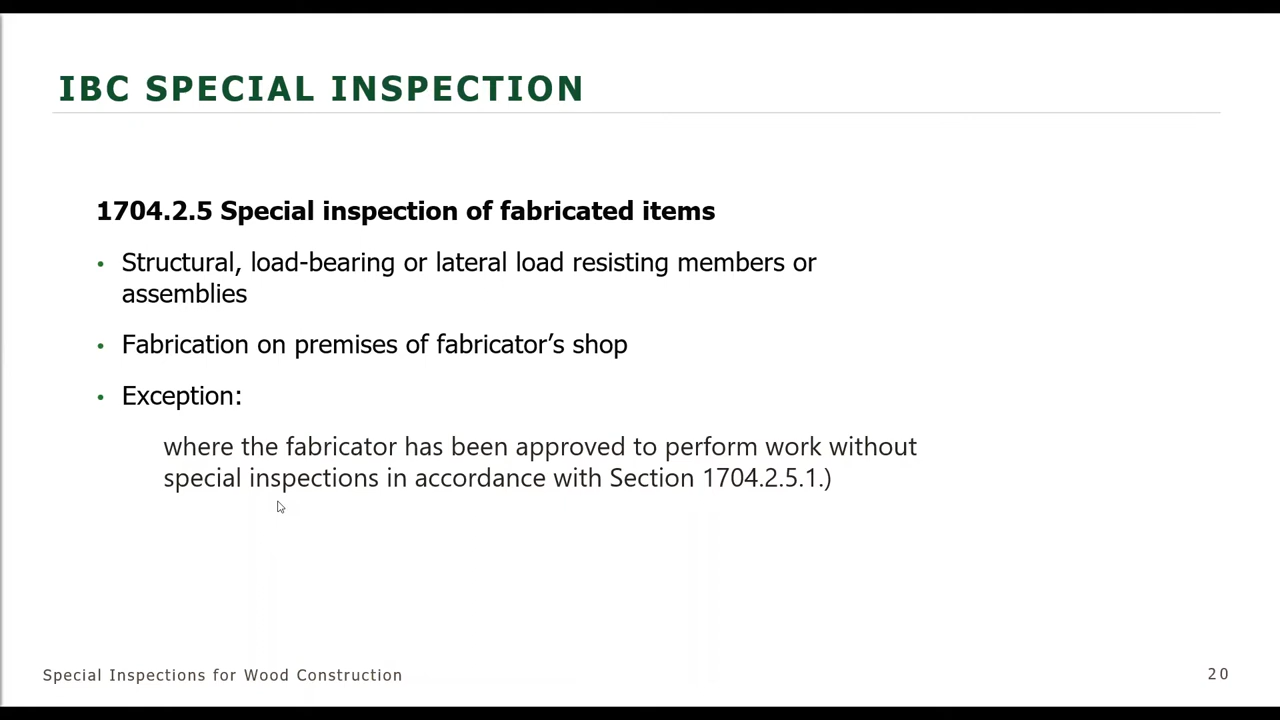 IBC SPECIAL INSPECTION
1704.2.5 Special inspection of fabricated items
• Structural, load-bearing or lateral load resisting members or
assemblies
• Fabrication on premises of fabricator’s shop
• Exception:
where the fabricator has been approved to perform work without
special inspections in accordance with Section 1704.2.5.1.)
Special Inspections for Wood Construction
20